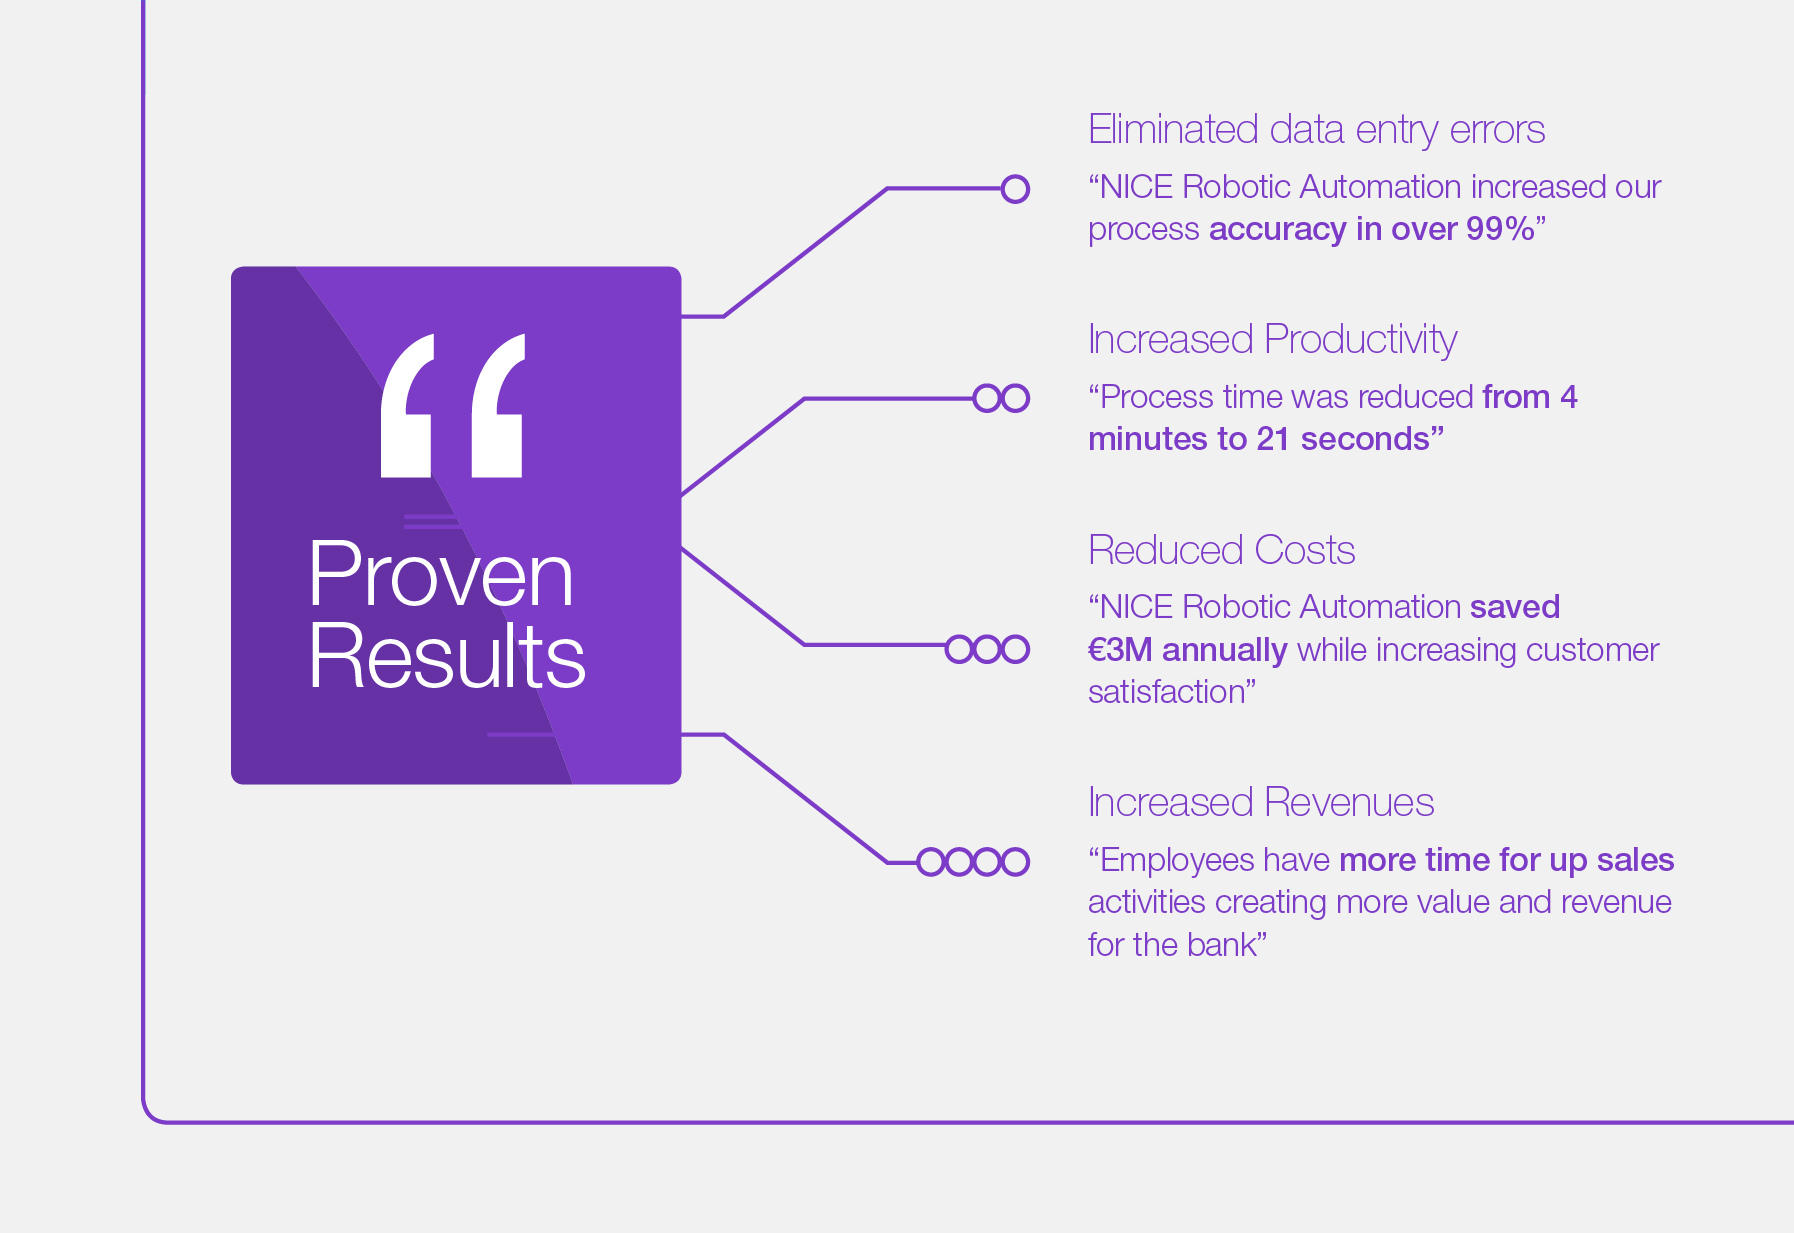 “
Proven
Results
Eliminated data entry errors
“NICE Robotic Automation increased our
process accuracy in over 99%”
Increased Productivity
“Process time was reduced from 4
minutes to 21 seconds”
Reduced Costs
“NICE Robotic Automation saved
€3M annually while increasing customer
satisfaction”
Increased Revenues
“Employees have more time for up sales
activities creating more value and revenue
for the bank”